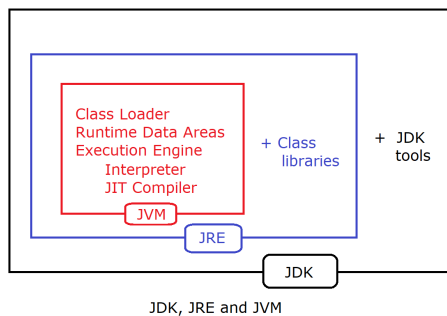 Class Loader
Runtime Data Areas
Execution Engine
Interpreter
JIT Compiler
JVM
+ Class
libraries
JRE
+ JDK
tools
JDK
JDK, JRE and JVM